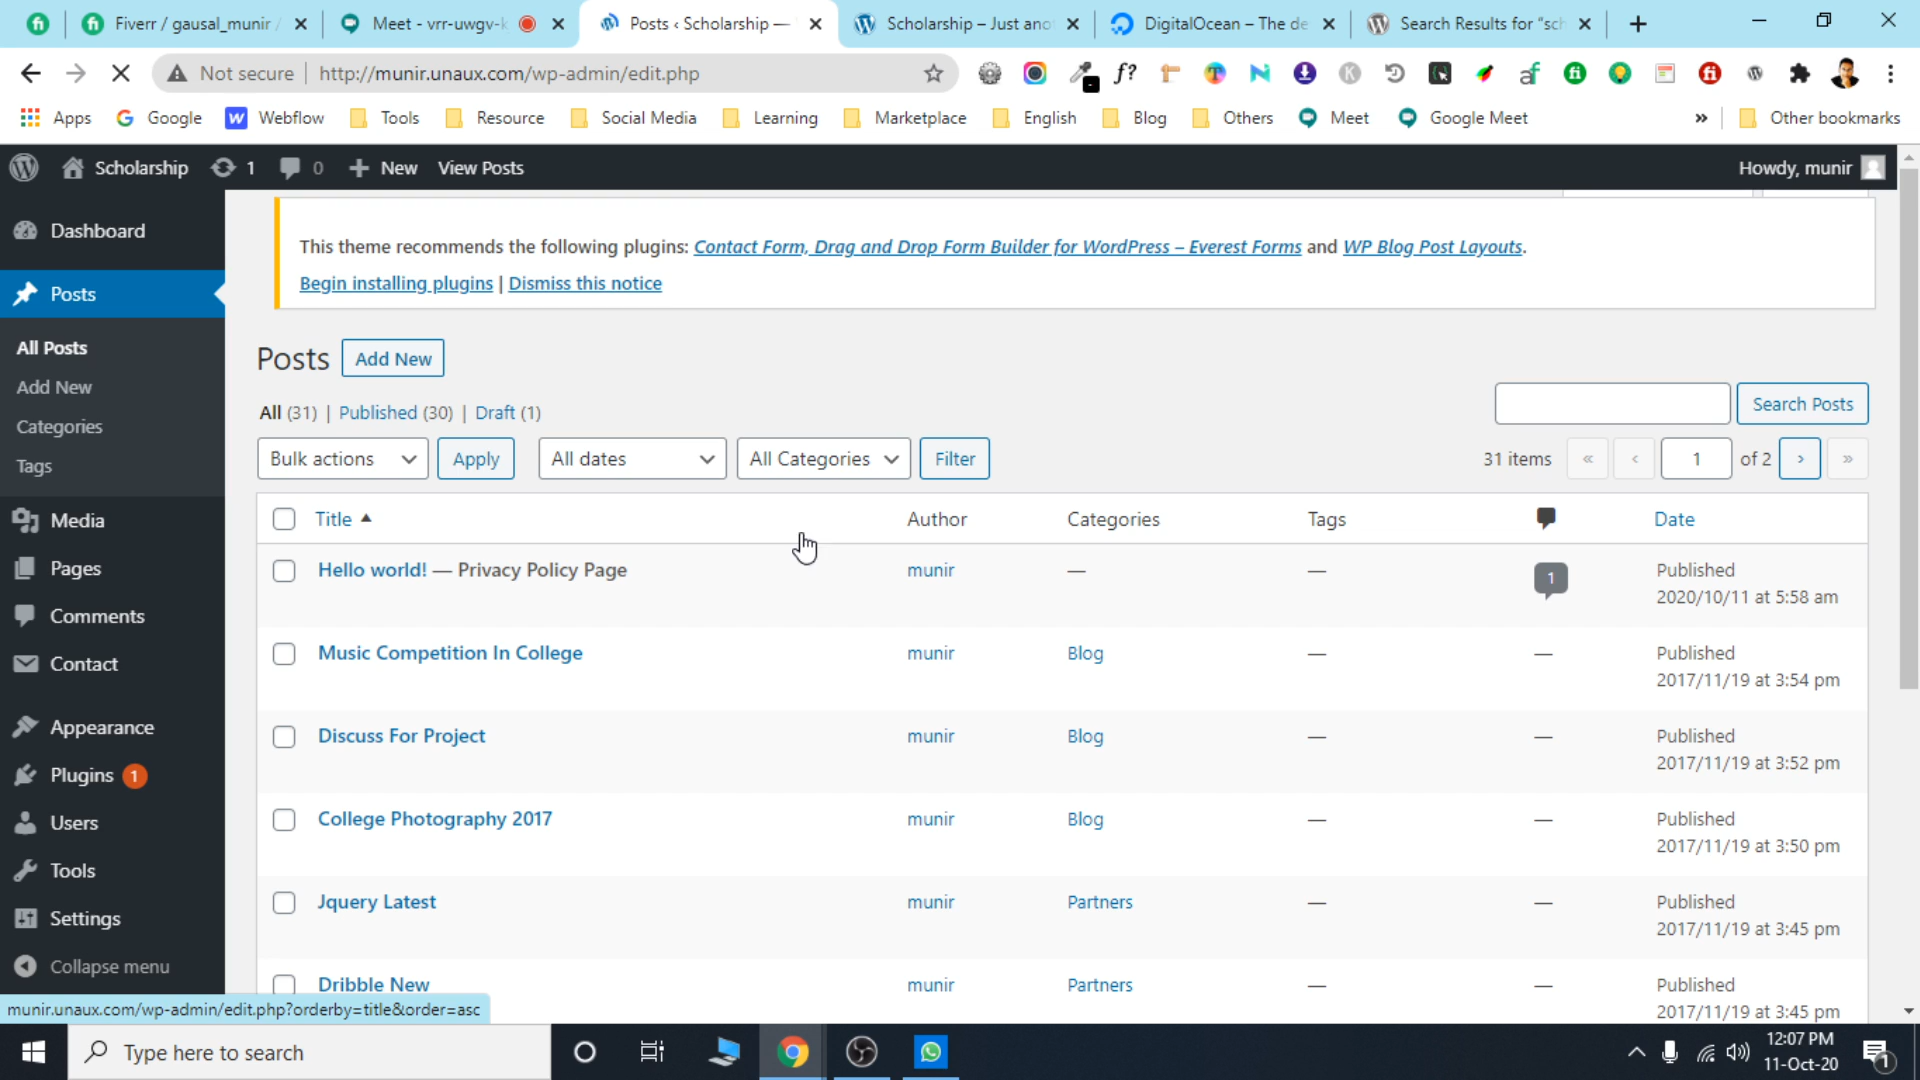 Fiverr / gausal_munir /
Meet - vrr-uwgv-k
Posts ‹ Scholarship —
Scholarship – Just ano
DigitalOcean – The de
Search Results for "sch
Not secure
http://munir.unaux.com/wp-admin/edit.php
Apps
Google
Webflow
Tools
Resource
Social Media
Learning
Marketplace
English
Blog
Others
Meet
Google Meet
»
Other bookmarks
Scholarship
1
0
New
View Posts
Howdy, munir
Dashboard
Posts
All Posts
Add New
Categories
Tags
Media
Pages
Comments
Contact
Appearance
Plugins 1
Users
Tools
Settings
Collapse menu
This theme recommends the following plugins: Contact Form, Drag and Drop Form Builder for WordPress – Everest Forms and WP Blog Post Layouts.
Begin installing plugins | Dismiss this notice
Posts Add New
All (31) | Published (30) | Draft (1)
Search Posts
Bulk actions Apply All dates All Categories Filter
31 items « ‹ 1 of 2 › »
Title Author Categories Tags Date
Hello world! — Privacy Policy Page munir — — 1 Published
2020/10/11 at 5:58 am
Music Competition In College munir Blog — — Published
2017/11/19 at 3:54 pm
Discuss For Project munir Blog — — Published
2017/11/19 at 3:52 pm
College Photography 2017 munir Blog — — Published
2017/11/19 at 3:50 pm
Jquery Latest munir Partners — — Published
2017/11/19 at 3:45 pm
Dribble New munir Partners — — Published
2017/11/19 at 3:45 pm
munir.unaux.com/wp-admin/edit.php?orderby=title&order=asc
Type here to search
12:07 PM
11-Oct-20
1